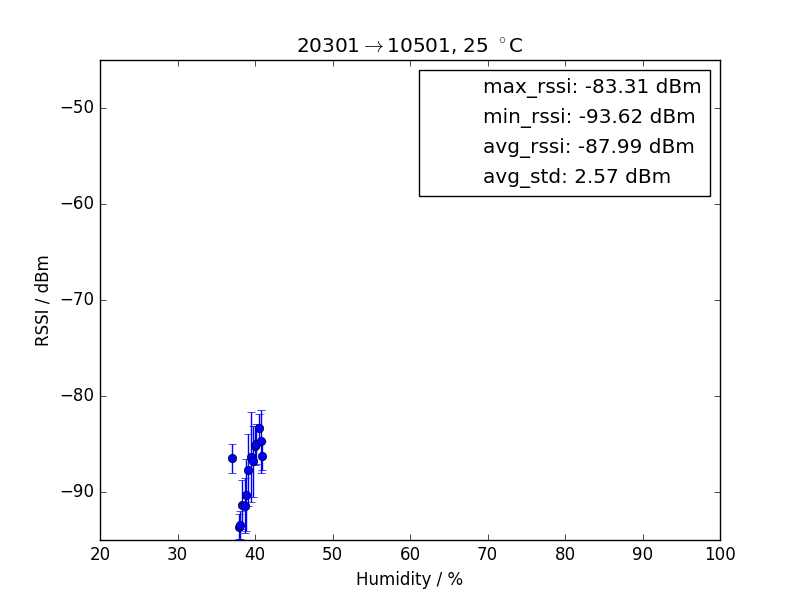 20301→10501, 25 °C
max_rssi: -83.31 dBm
min_rssi: -93.62 dBm
avg_rssi: -87.99 dBm
avg_std: 2.57 dBm
RSSI / dBm
−50
−60
−70
−80
−90
20 30 40 50 60 70 80 90 100
Humidity / %